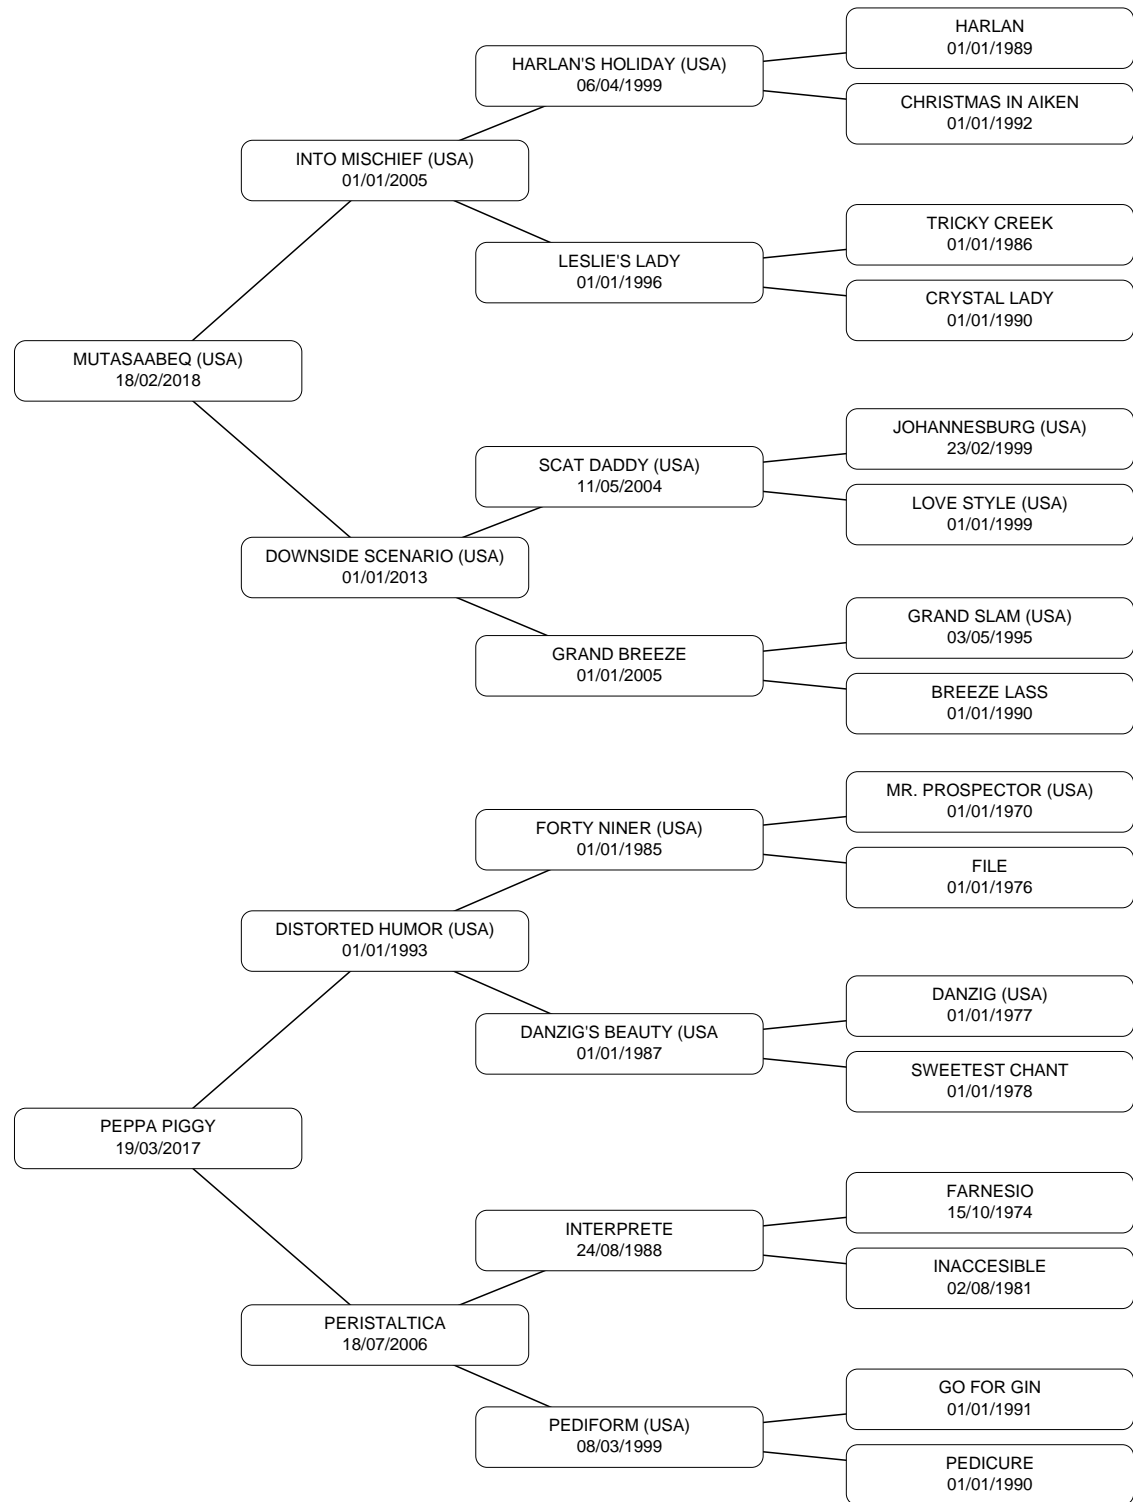 HARLAN
01/01/1989
HARLAN'S HOLIDAY (USA)
06/04/1999
CHRISTMAS IN AIKEN
01/01/1992
INTO MISCHIEF (USA)
01/01/2005
TRICKY CREEK
01/01/1986
LESLIE'S LADY
01/01/1996
CRYSTAL LADY
01/01/1990
MUTASAABEQ (USA)
18/02/2018
JOHANNESBURG (USA)
23/02/1999
SCAT DADDY (USA)
11/05/2004
LOVE STYLE (USA)
01/01/1999
DOWNSIDE SCENARIO (USA)
01/01/2013
GRAND SLAM (USA)
03/05/1995
GRAND BREEZE
01/01/2005
BREEZE LASS
01/01/1990
MR. PROSPECTOR (USA)
01/01/1970
FORTY NINER (USA)
01/01/1985
FILE
01/01/1976
DISTORTED HUMOR (USA)
01/01/1993
DANZIG (USA)
01/01/1977
DANZIG'S BEAUTY (USA
01/01/1987
SWEETEST CHANT
01/01/1978
PEPPA PIGGY
19/03/2017
FARNESIO
15/10/1974
INTERPRETE
24/08/1988
INACCESIBLE
02/08/1981
PERISTALTICA
18/07/2006
GO FOR GIN
01/01/1991
PEDIFORM (USA)
08/03/1999
PEDICURE
01/01/1990